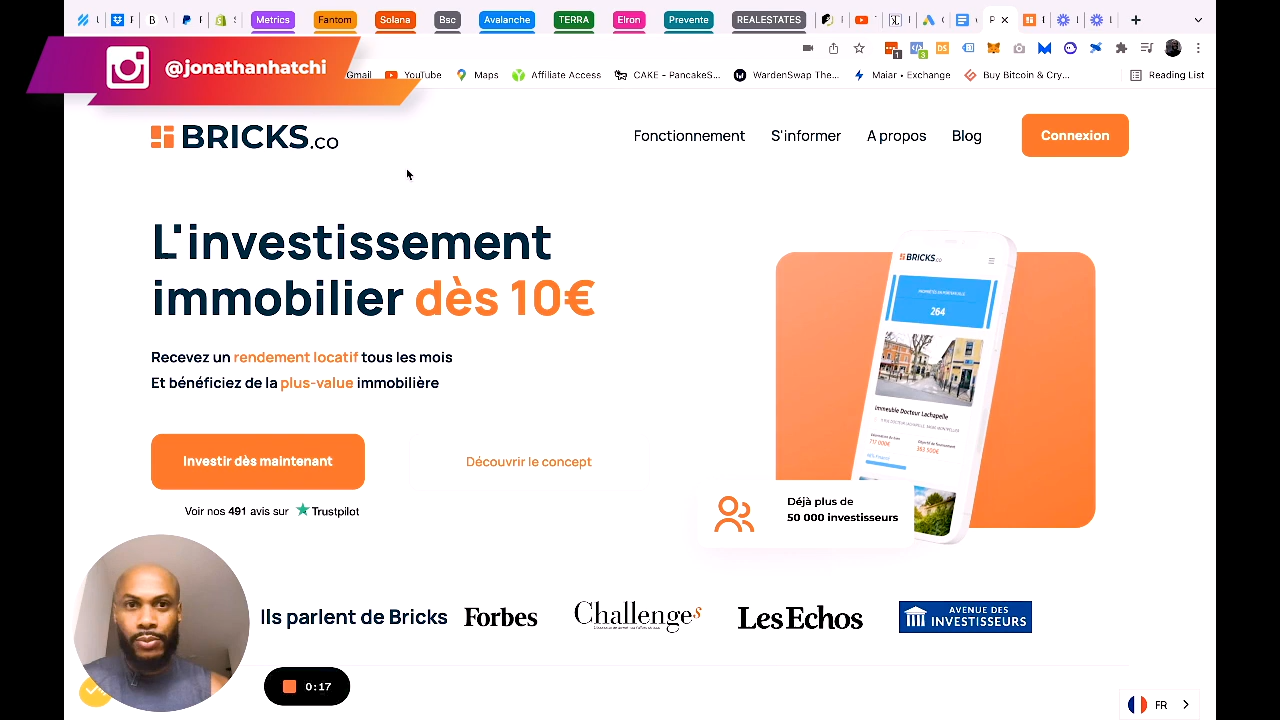 Metrics
Fantom
Solana
Bsc
Avalanche
TERRA
Elron
Prevente
REALESTATES
@jonathanhatchi
Gmail
YouTube
Maps
Affiliate Access
CAKE - PancakeS...
WardenSwap The...
Maiar • Exchange
Buy Bitcoin & Cry...
Reading List
BRICKS.co
Fonctionnement
S'informer
A propos
Blog
Connexion
L'investissement
immobilier dès 10€
Recevez un rendement locatif tous les mois
Et bénéficiez de la plus-value immobilière
Investir dès maintenant
Découvrir le concept
Voir nos 491 avis sur Trustpilot
BRICKS.co
264
Immeuble Docteur Lachapelle
717 000€
Déjà plus de
50 000 investisseurs
Ils parlent de Bricks
Forbes
Challenges
Les Echos
AVENUE DES
INVESTISSEURS
0:17
FR